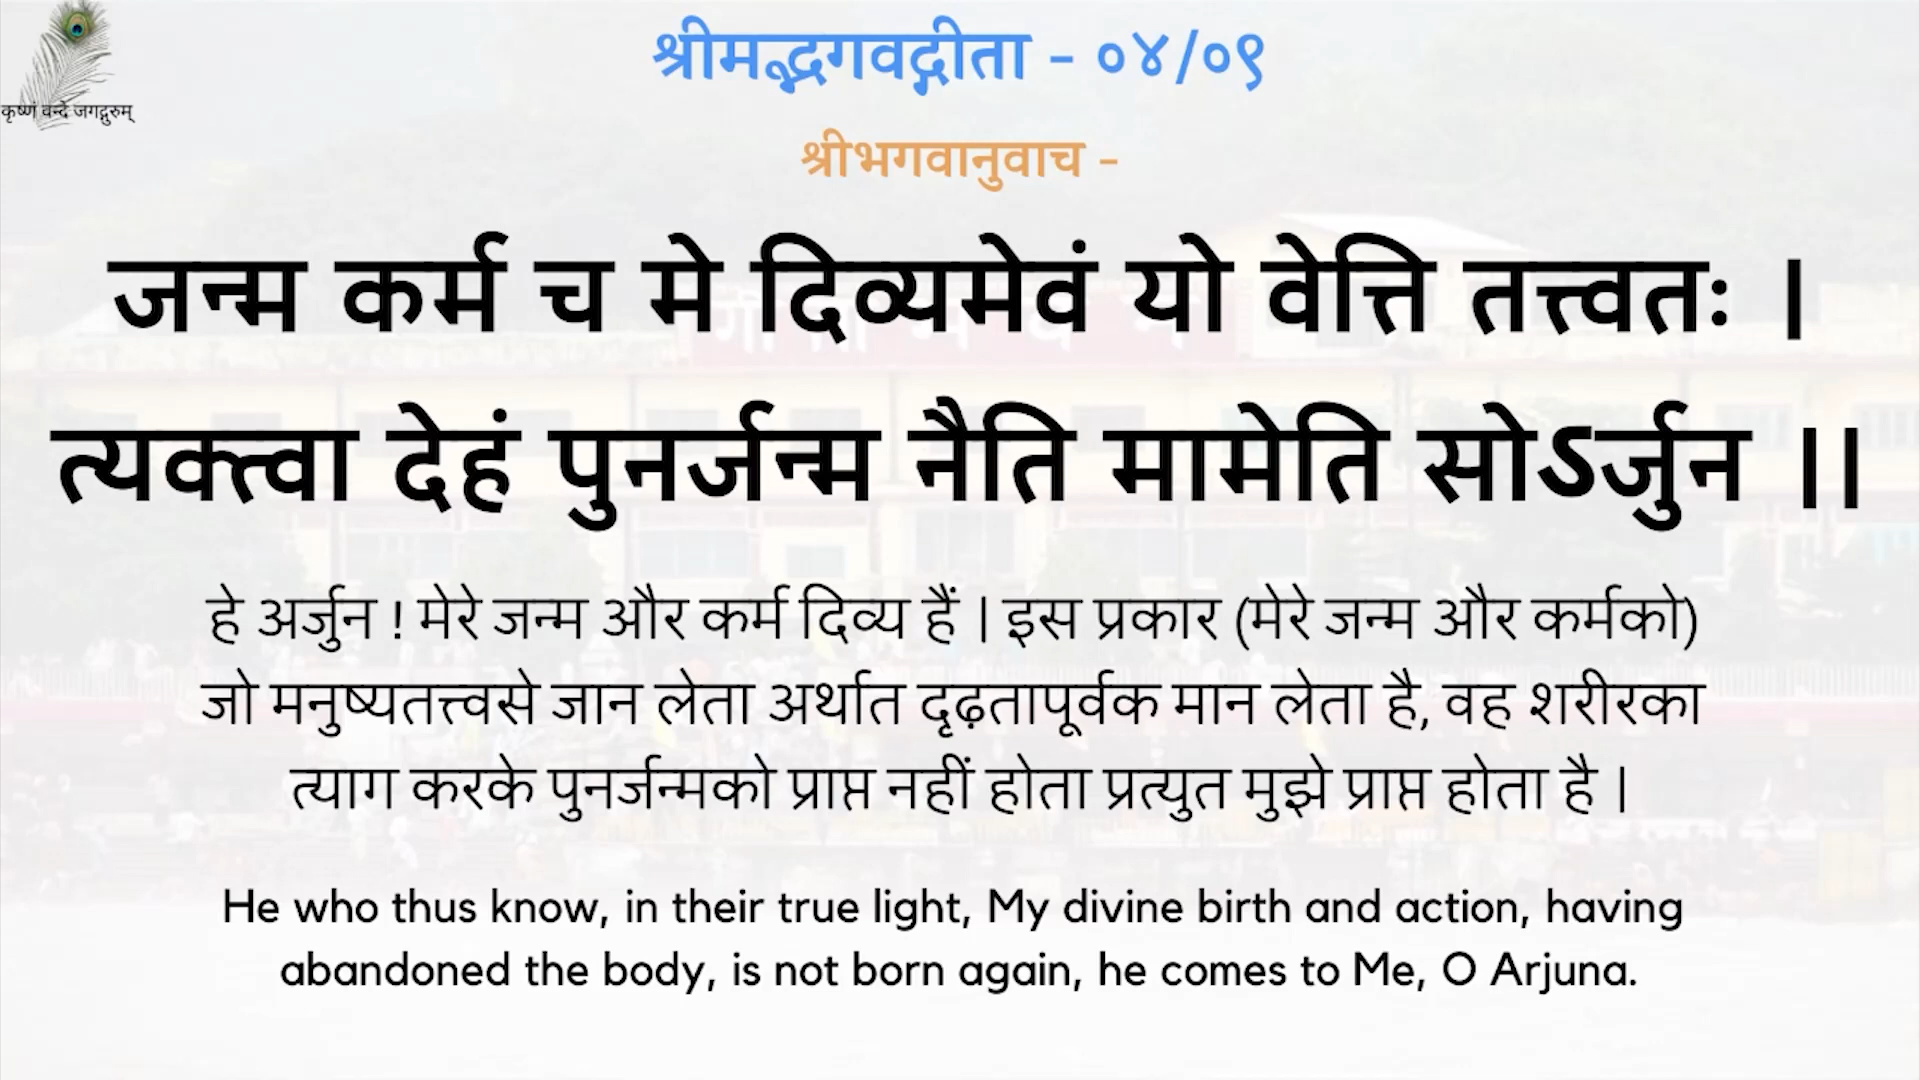 श्रीमद्भगवद्गीता - ०४/०९
कृष्णं वन्दे जगद्गुरुम्
श्रीभगवानुवाच -
जन्म कर्म च मे दिव्यमेवं यो वेत्ति तत्त्वतः |
त्यक्त्वा देहं पुनर्जन्म नैति मामेति सोऽर्जुन ||
हे अर्जुन ! मेरे जन्म और कर्म दिव्य हैं | इस प्रकार (मेरे जन्म और कर्मको)
जो मनुष्यतत्त्वसे जान लेता अर्थात दृढ़तापूर्वक मान लेता है, वह शरीरका
त्याग करके पुनर्जन्मको प्राप्त नहीं होता प्रत्युत मुझे प्राप्त होता है |
He who thus know, in their true light, My divine birth and action, having
abandoned the body, is not born again, he comes to Me, O Arjuna.